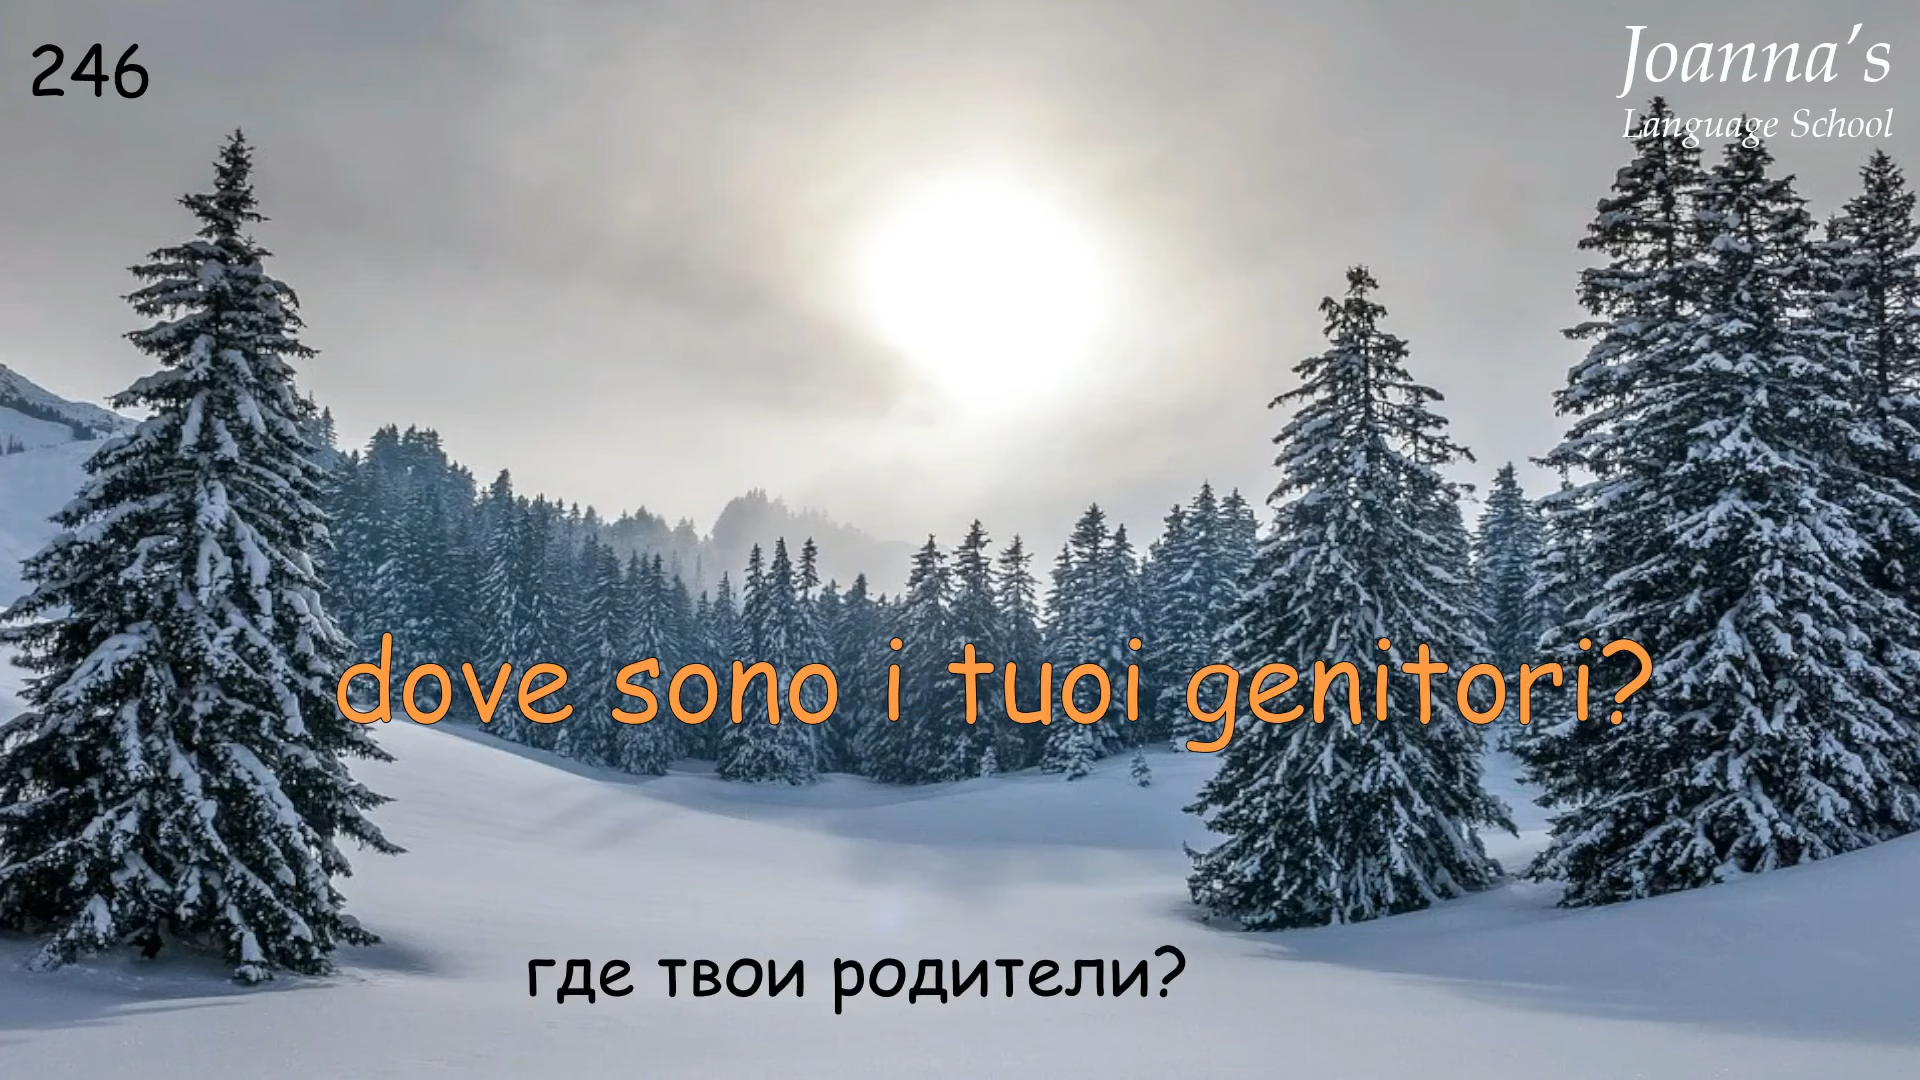 246
Joanna's
Language School
dove sono i tuoi genitori?
где твои родители?